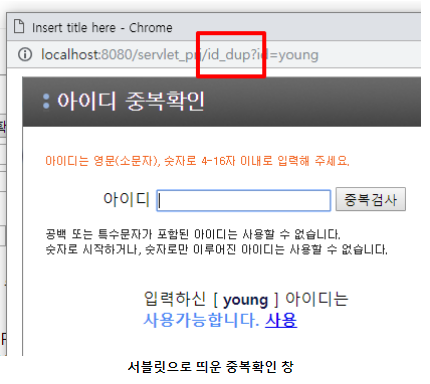 Insert title here - Chrome
localhost:8080/servlet_prj/id_dup?id=young
아이디 중복확인
아이디는 영문(소문자), 숫자로 4-16자 이내로 입력해 주세요.
아이디
중복검사
공백 또는 특수문자가 포함된 아이디는 사용할 수 없습니다.
숫자로 시작하거나, 숫자로만 이루어진 아이디는 사용할 수 없습니다.
입력하신 [ young ] 아이디는
사용가능합니다. 사용
서블릿으로 띄운 중복확인 창